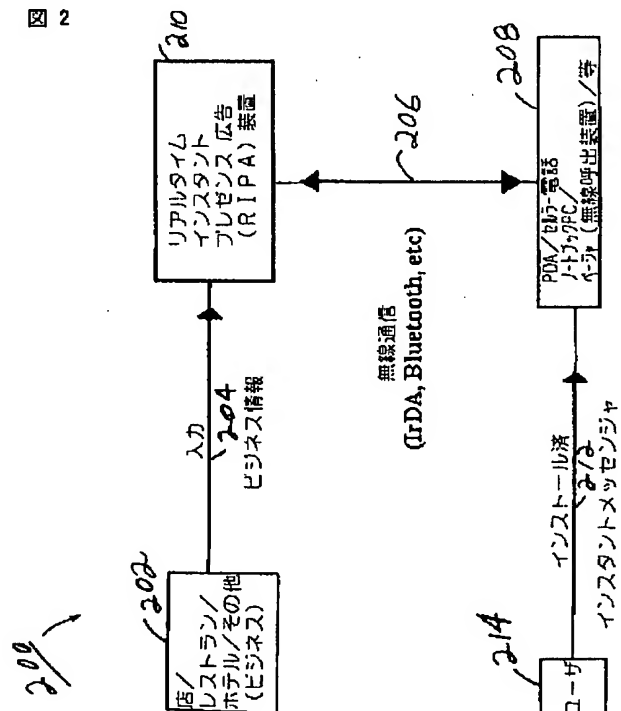 図 2
200
202
店/
レストラン/
ホテル/その他
(ビジネス)
入力
204
ビジネス情報
210
リアルタイム
インスタント
プレゼンス 広告
(RIPA) 装置
206
無線通信
(IrDA, Bluetooth, etc)
208
PDA/セルラー電話
ノートブックPC/
ページャ (無線呼出装置) /等
214
ユーザ
インストール済
212
インスタントメッセンジャ